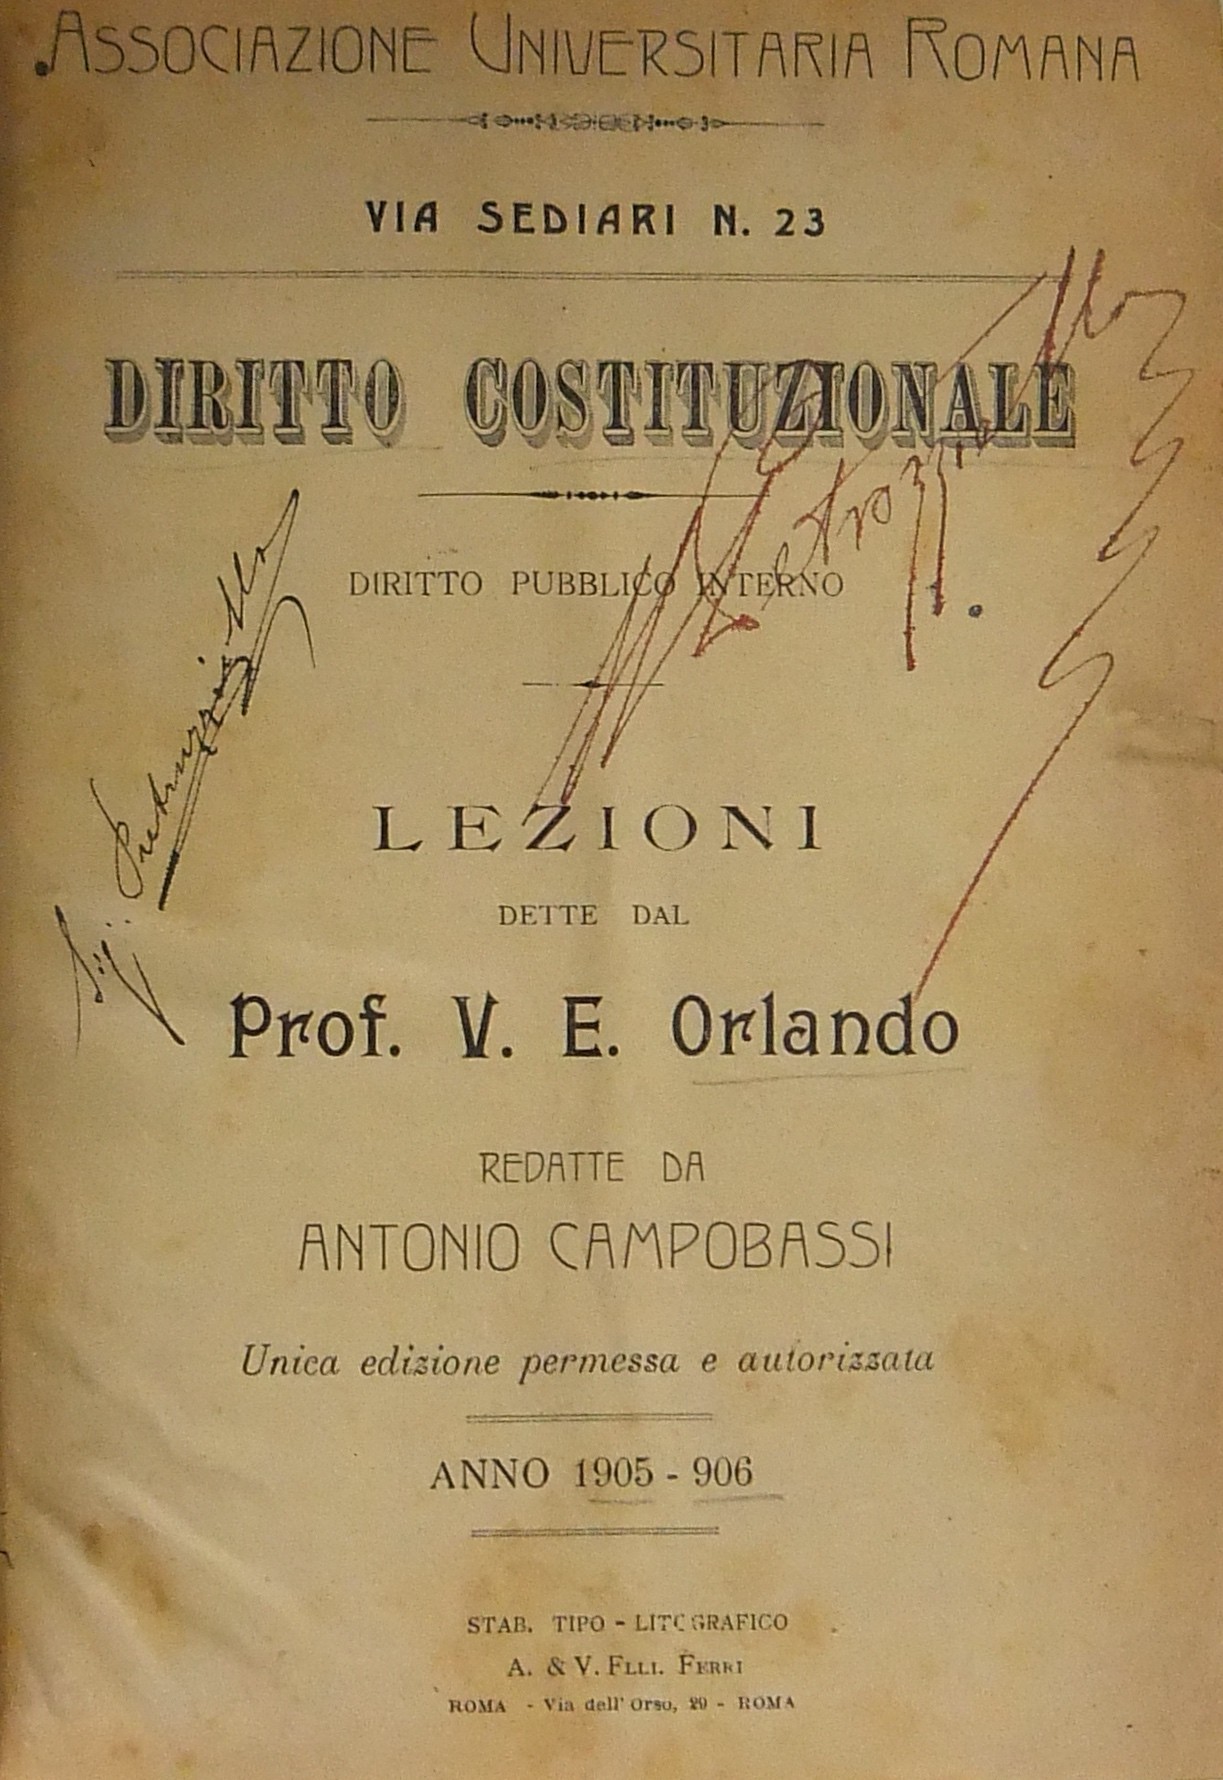 ASSOCIAZIONE UNIVERSITARIA ROMANA
VIA SEDIARI N. 23
DIRITTO COSTITUZIONALE
DIRITTO PUBBLICO INTERNO
LEZIONI
DETTE DAL
Prof. V. E. Orlando
REDATTE DA
ANTONIO CAMPOBASSI
Unica edizione permessa e autorizzata
ANNO 1905 - 906
STAB. TIPO - LITOGRAFICO
A. & V. FLLI. FERRI
ROMA - Via dell' Orso, 29 - ROMA